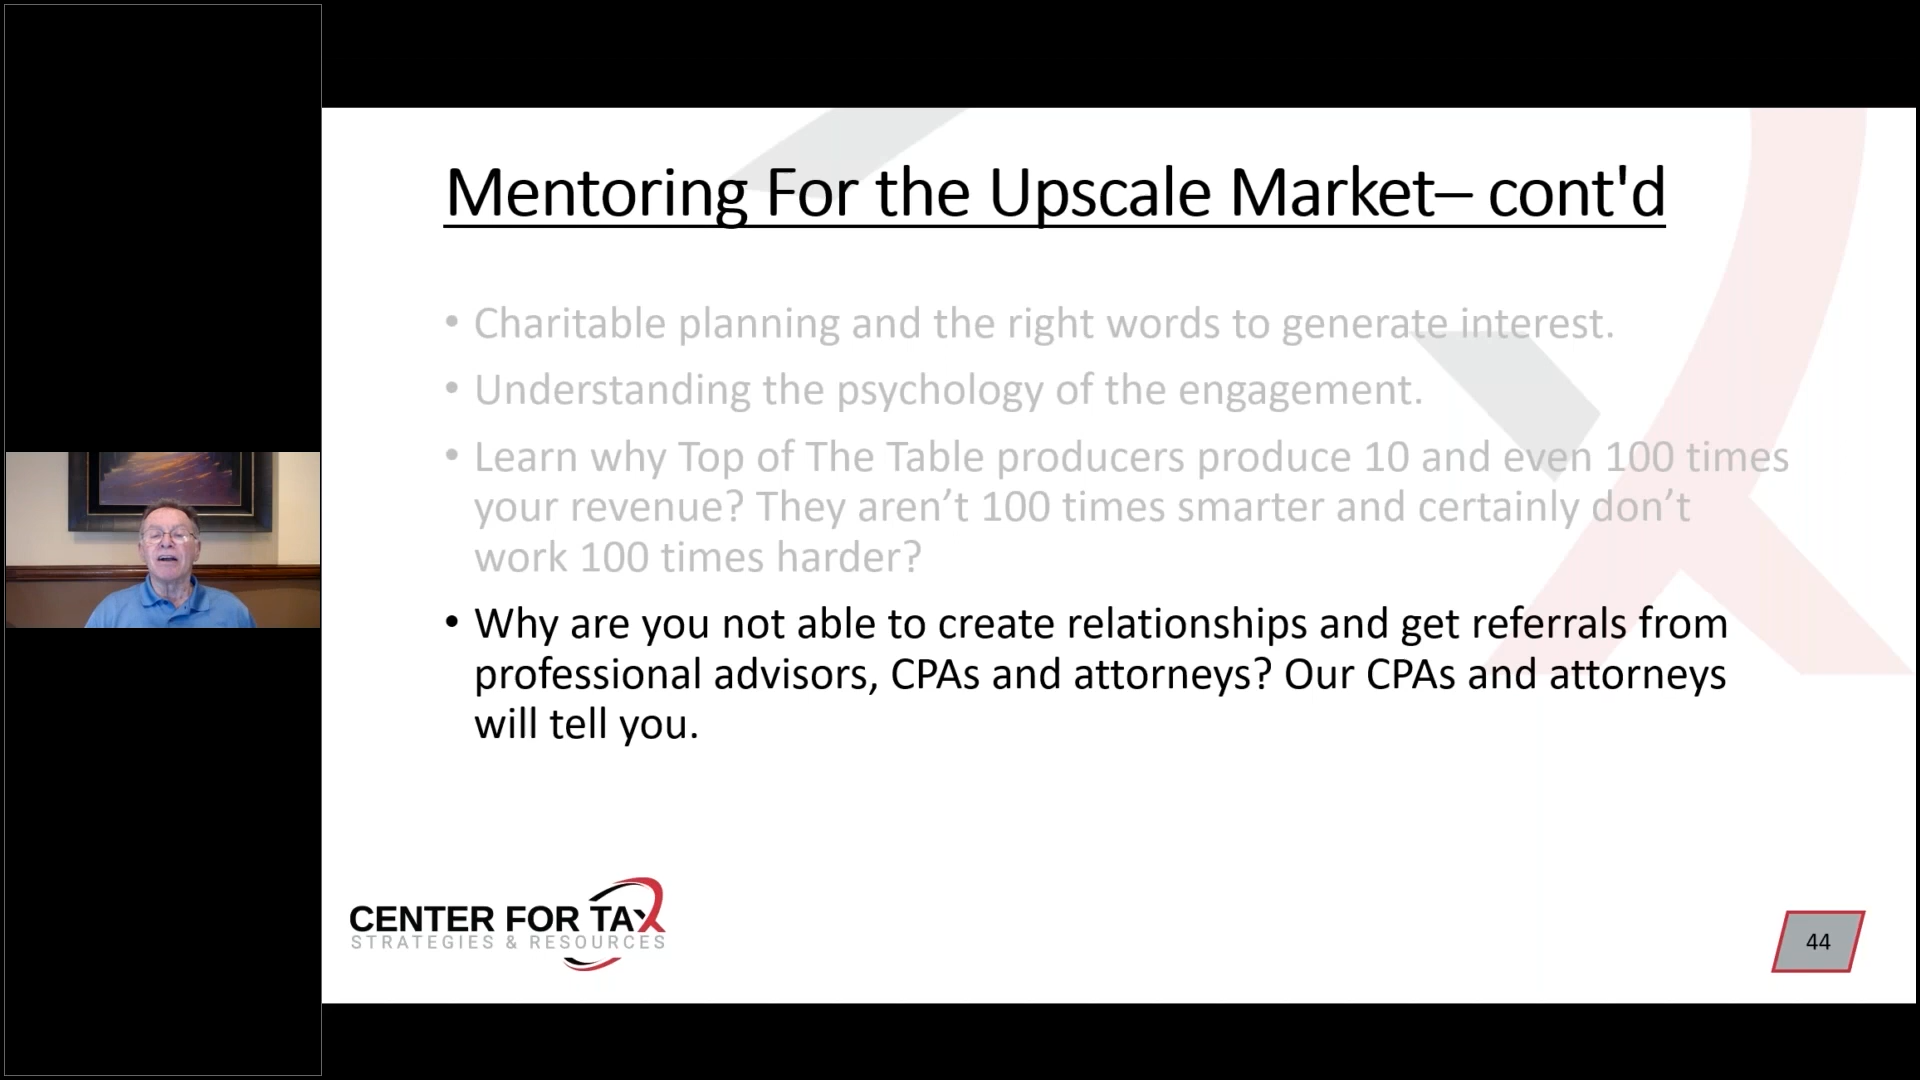 Mentoring For the Upscale Market– cont'd
• Charitable planning and the right words to generate interest.
• Understanding the psychology of the engagement.
• Learn why Top of The Table producers produce 10 and even 100 times
your revenue? They aren’t 100 times smarter and certainly don’t
work 100 times harder?
• Why are you not able to create relationships and get referrals from
professional advisors, CPAs and attorneys? Our CPAs and attorneys
will tell you.
CENTER FOR TAX
STRATEGIES & RESOURCES
44